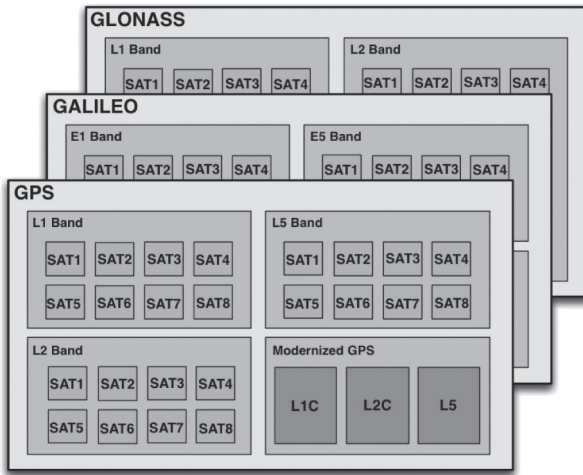 GLONASS
L1 Band
L2 Band
SAT1 SAT2 SAT3 SAT4
SAT1 SAT2 SAT3 SAT4
GALILEO
E1 Band
E5 Band
SAT1 SAT2 SAT3 SAT4
SAT1 SAT2 SAT3 SAT4
GPS
L1 Band
SAT1 SAT2 SAT3 SAT4
SAT5 SAT6 SAT7 SAT8
L5 Band
SAT1 SAT2 SAT3 SAT4
SAT5 SAT6 SAT7 SAT8
L2 Band
SAT1 SAT2 SAT3 SAT4
SAT5 SAT6 SAT7 SAT8
Modernized GPS
L1C L2C L5